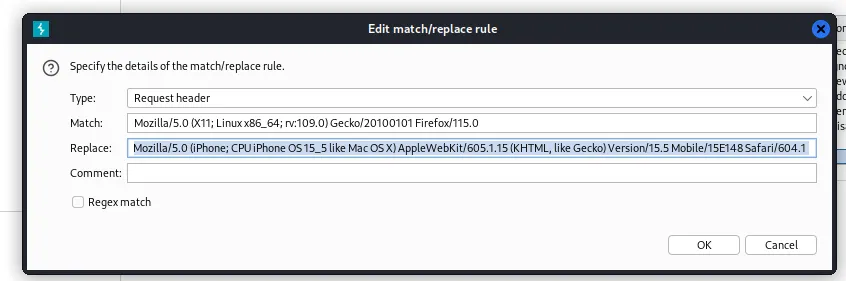 Edit match/replace rule
Specify the details of the match/replace rule.
Type: Request header
Match: Mozilla/5.0 (X11; Linux x86_64; rv:109.0) Gecko/20100101 Firefox/115.0
Replace: Mozilla/5.0 (iPhone; CPU iPhone OS 15_5 like Mac OS X) AppleWebKit/605.1.15 (KHTML, like Gecko) Version/15.5 Mobile/15E148 Safari/604.1
Comment:
Regex match
OK Cancel